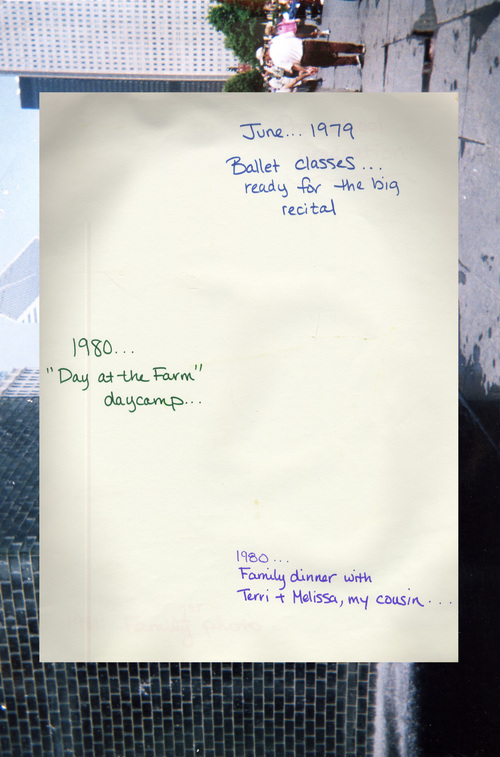 June... 1979
Ballet classes...
ready for the big
recital
1980...
"Day at the Farm"
daycamp...
1980...
Family dinner with
Terri + Melissa, my cousin...